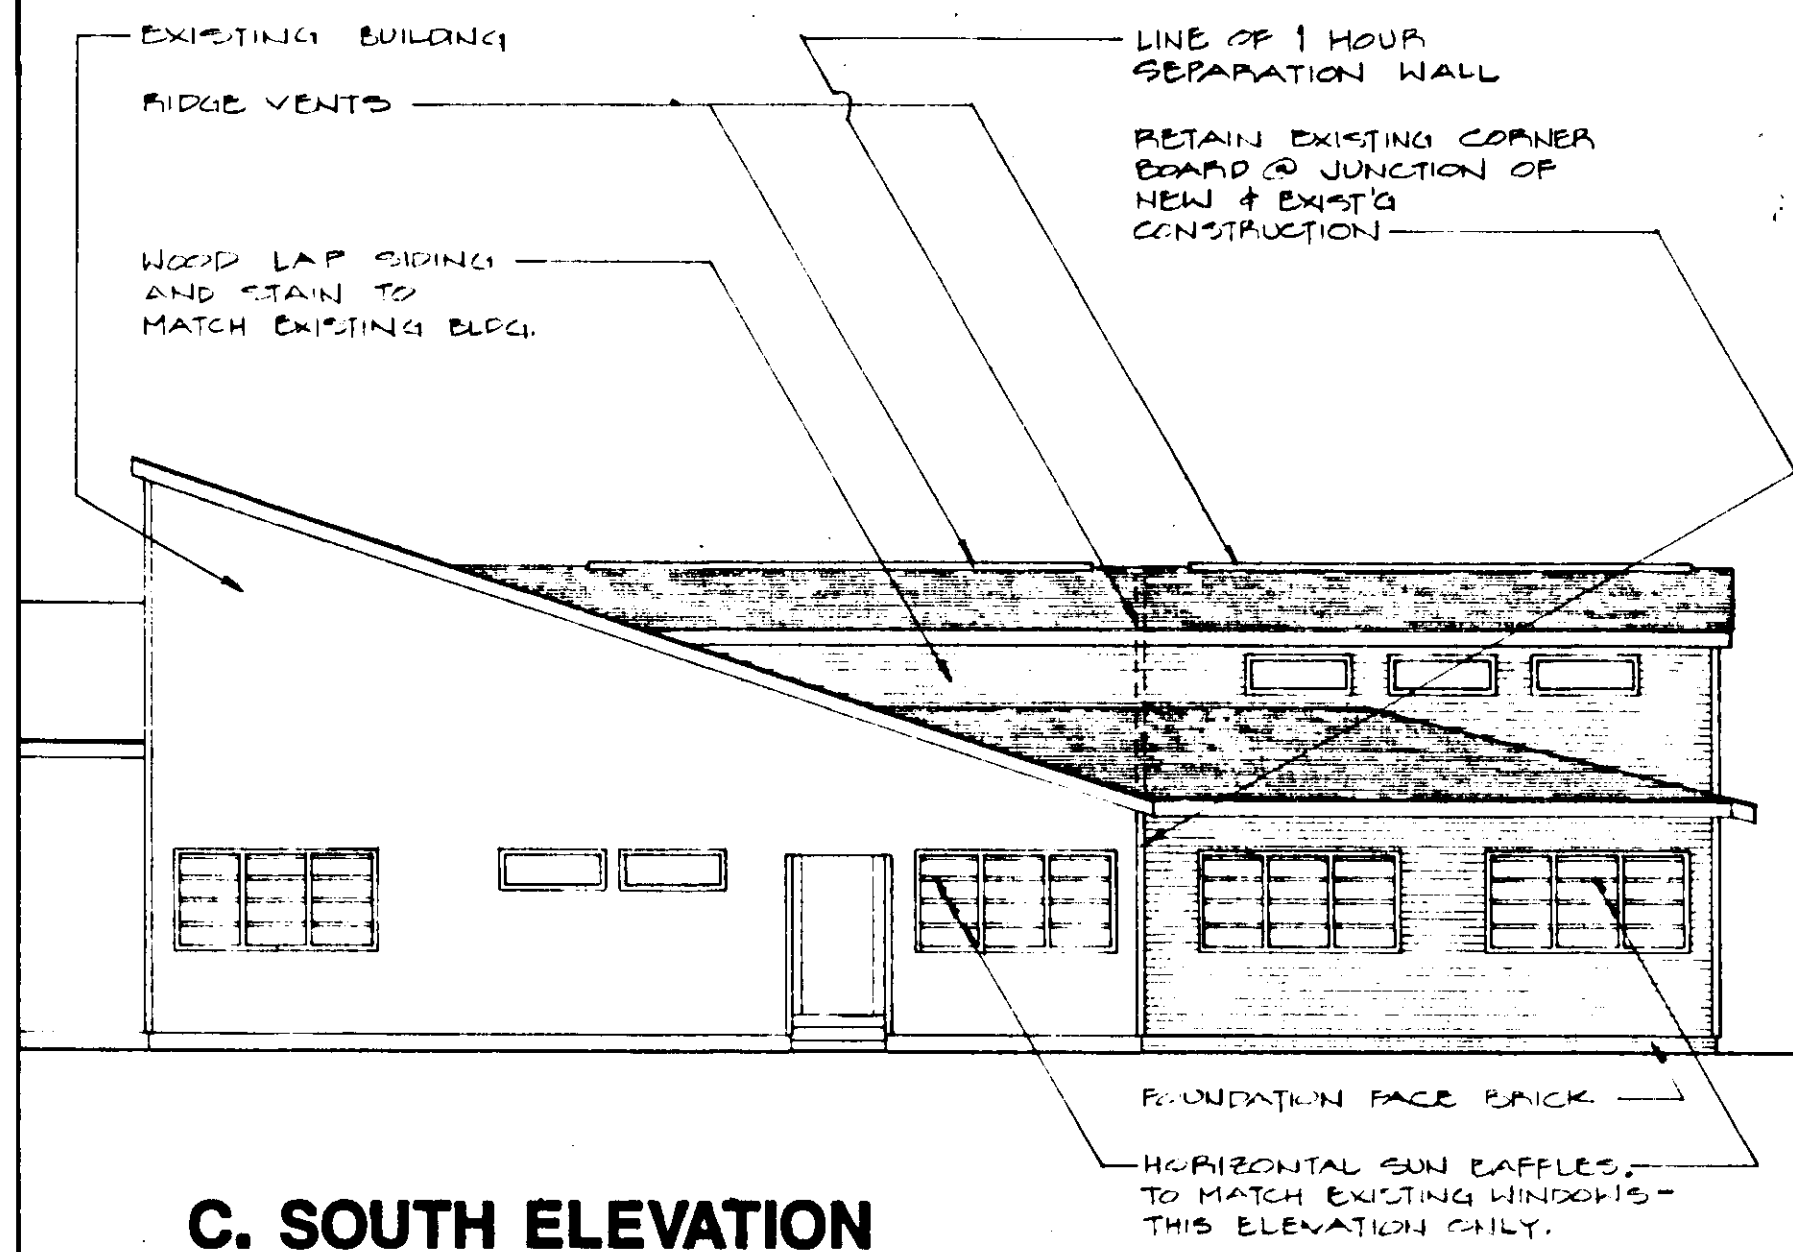 EXISTING BUILDING
RIDGE VENTS
WOOD LAP SIDING
AND STAIN TO
MATCH EXISTING BLDG.
LINE OF 1 HOUR
SEPARATION WALL
RETAIN EXISTING CORNER
BOARD @ JUNCTION OF
NEW & EXIST'G
CONSTRUCTION
FOUNDATION FACE BRICK
HORIZONTAL SUN BAFFLES.
TO MATCH EXISTING WINDOWS-
THIS ELEVATION ONLY.
C. SOUTH ELEVATION